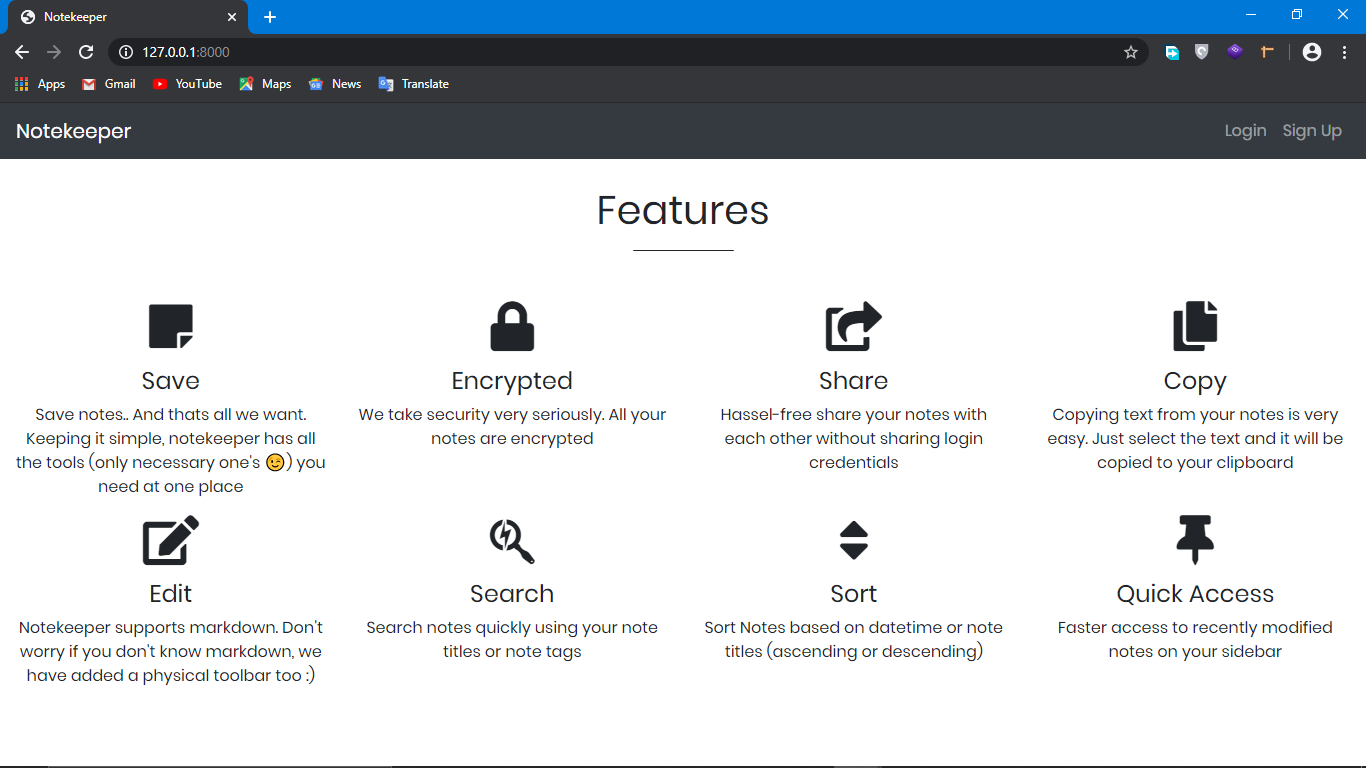 Notekeeper
127.0.0.1:8000
Apps Gmail YouTube Maps News Translate
Notekeeper Login Sign Up
Features
Save
Save notes.. And thats all we want.
Keeping it simple, notekeeper has all
the tools (only necessary one's 😉) you
need at one place
Encrypted
We take security very seriously. All your
notes are encrypted
Share
Hassel-free share your notes with
each other without sharing login
credentials
Copy
Copying text from your notes is very
easy. Just select the text and it will be
copied to your clipboard
Edit
Notekeeper supports markdown. Don't
worry if you don't know markdown, we
have added a physical toolbar too :)
Search
Search notes quickly using your note
titles or note tags
Sort
Sort Notes based on datetime or note
titles (ascending or descending)
Quick Access
Faster access to recently modified
notes on your sidebar